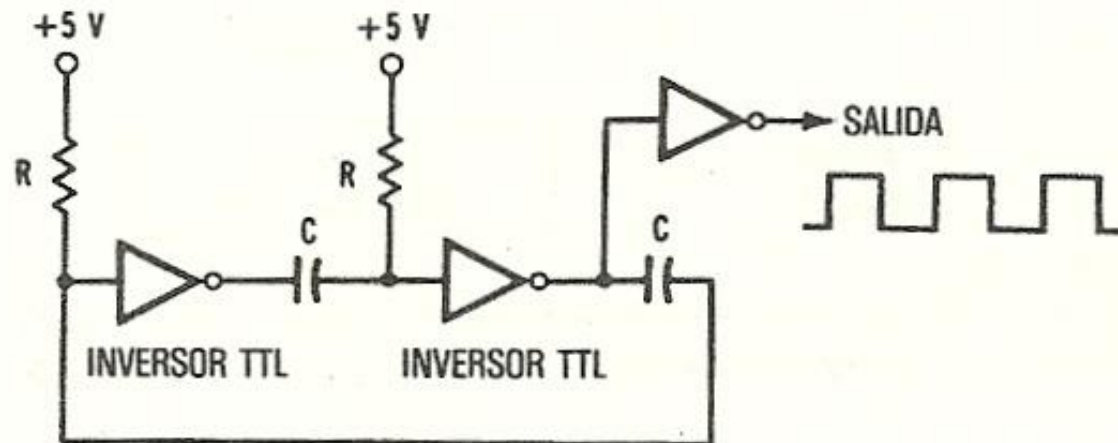 +5 V
+5 V
R
R
SALIDA
C
C
INVERSOR TTL
INVERSOR TTL